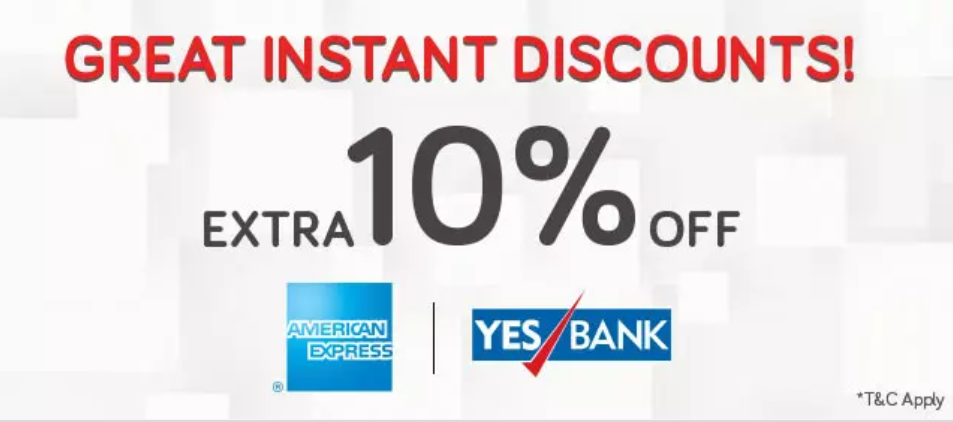 GREAT INSTANT DISCOUNTS!
EXTRA 10% OFF
AMERICAN
EXPRESS
®
YES BANK
*T&C Apply